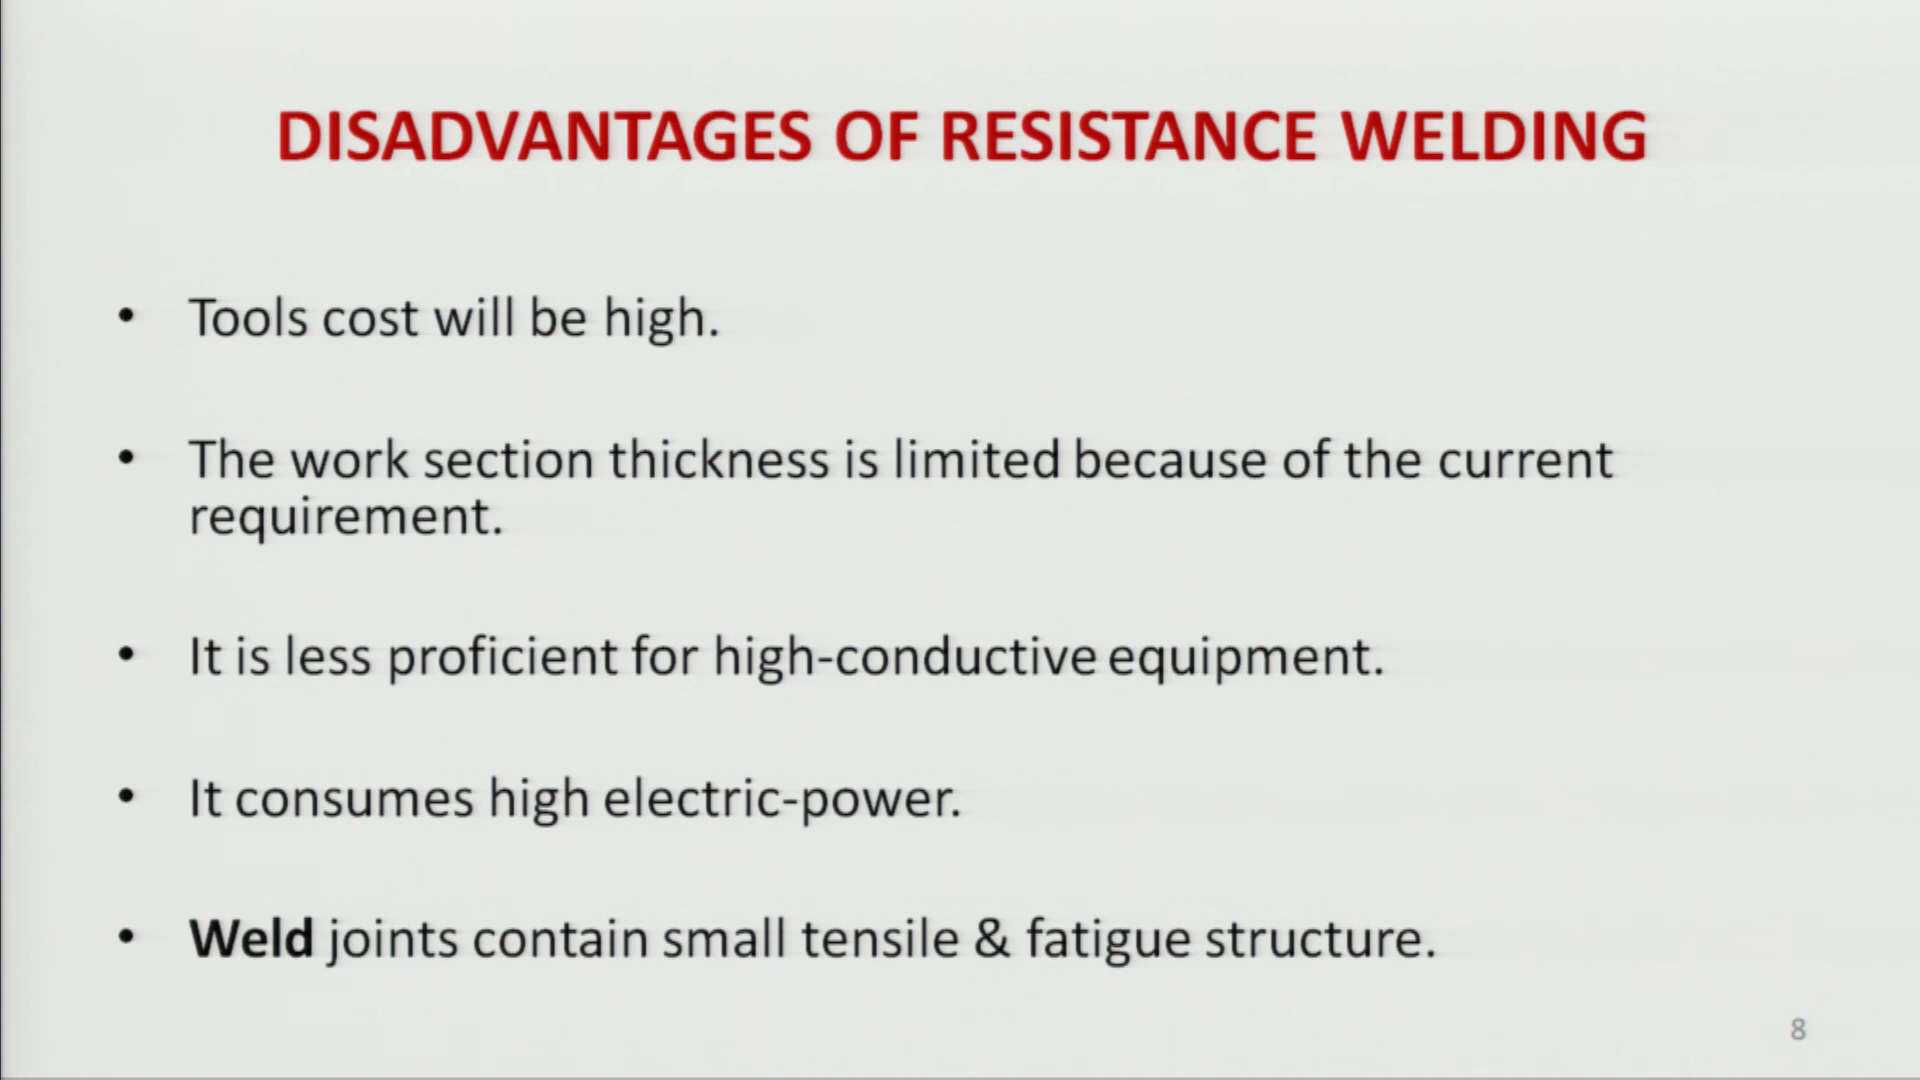 DISADVANTAGES OF RESISTANCE WELDING
• Tools cost will be high.
• The work section thickness is limited because of the current
requirement.
• It is less proficient for high-conductive equipment.
• It consumes high electric-power.
• Weld joints contain small tensile & fatigue structure.
8